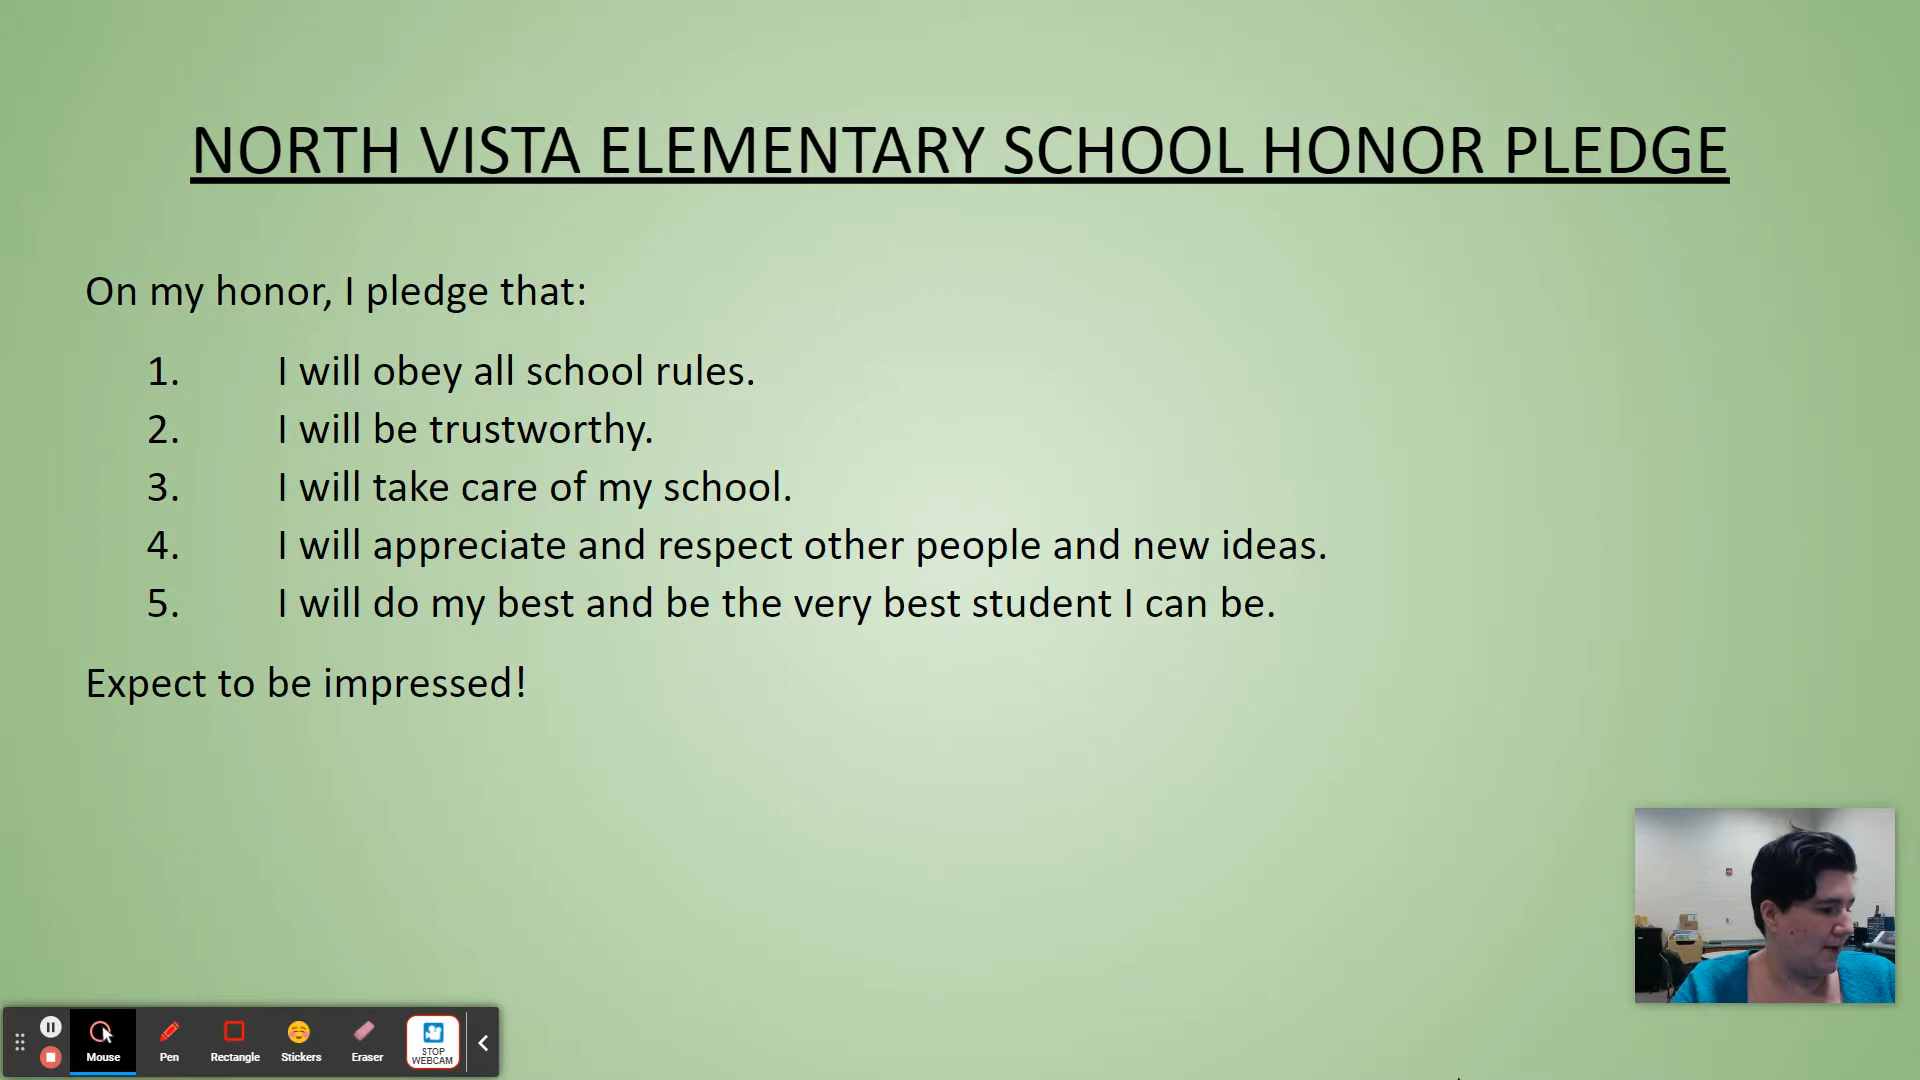 NORTH VISTA ELEMENTARY SCHOOL HONOR PLEDGE
On my honor, I pledge that:
1. I will obey all school rules.
2. I will be trustworthy.
3. I will take care of my school.
4. I will appreciate and respect other people and new ideas.
5. I will do my best and be the very best student I can be.
Expect to be impressed!
Mouse Pen Rectangle Stickers Eraser STOP WEBCAM